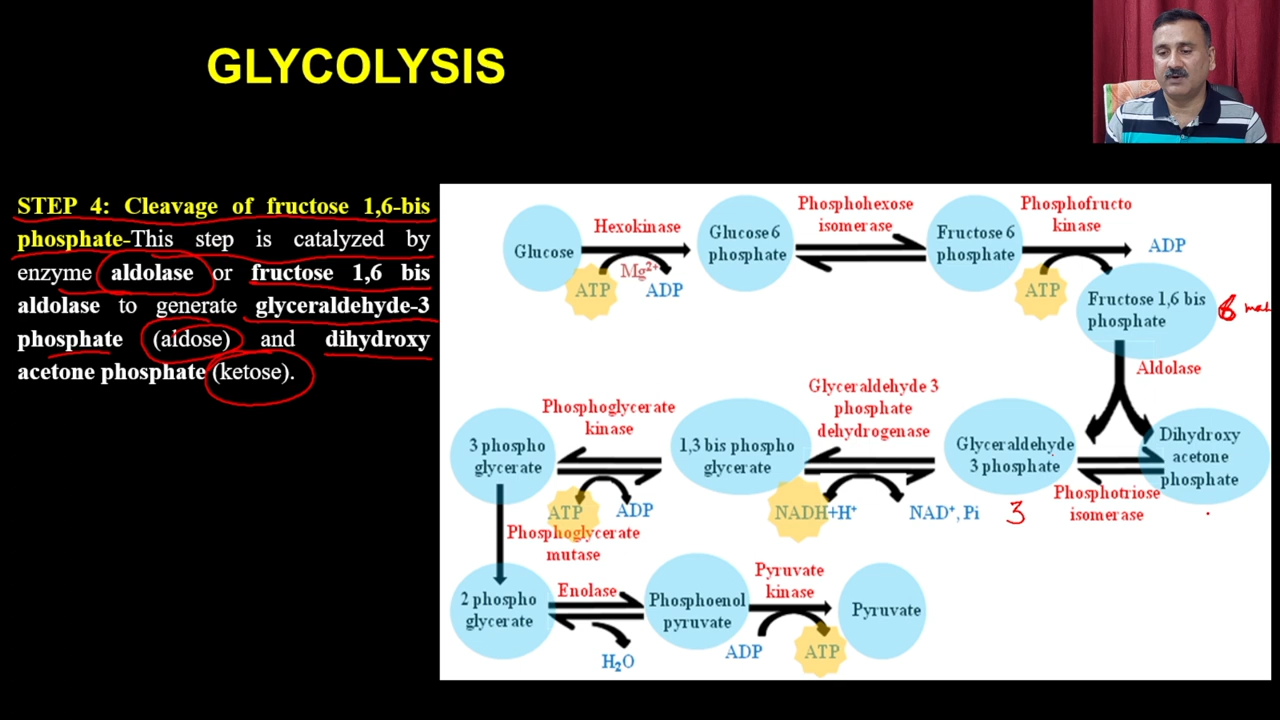 GLYCOLYSIS
STEP 4: Cleavage of fructose 1,6-bis
phosphate-This step is catalyzed by
enzyme aldolase or fructose 1,6 bis
aldolase to generate glyceraldehyde-3
phosphate (aldose) and dihydroxy
acetone phosphate (ketose).
Glucose
Hexokinase
Mg²⁺
ATP
ADP
Glucose 6
phosphate
Phosphohexose
isomerase
Fructose 6
phosphate
Phosphofructo
kinase
ATP
ADP
Fructose 1,6 bis
phosphate
6
Aldolase
Dihydroxy
acetone
phosphate
Phosphotriose
isomerase
Glyceraldehyde
3 phosphate
3
Glyceraldehyde 3
phosphate
dehydrogenase
NADH+H⁺
NAD⁺, Pi
1,3 bis phospho
glycerate
Phosphoglycerate
kinase
ATP
ADP
3 phospho
glycerate
Phosphoglycerate
mutase
2 phospho
glycerate
Enolase
H₂O
Phosphoenol
pyruvate
Pyruvate
kinase
ADP
ATP
Pyruvate